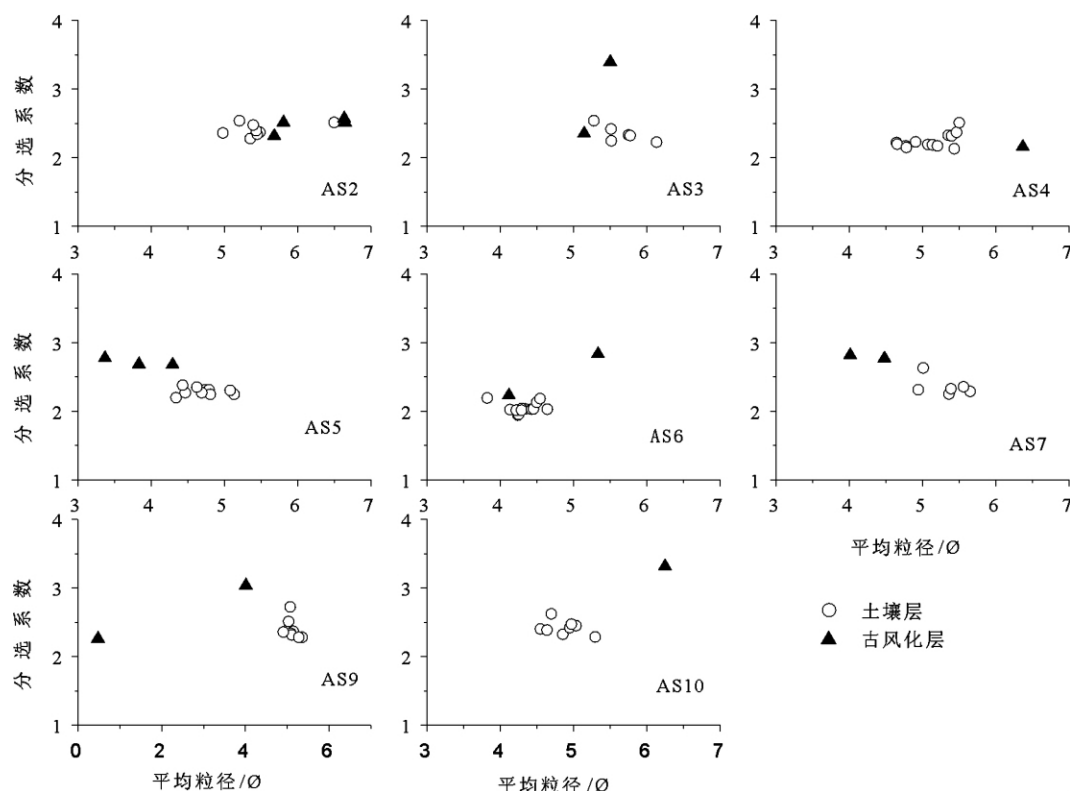 4 4 4
分选系数 3 3 3
2 2 2
AS2 AS3 AS4
1 1 1
3 4 5 6 7 3 4 5 6 7 3 4 5 6 7
4 4 4
分选系数 3 3 3
2 2 2
AS5 AS6 AS7
1 1 1
3 4 5 6 7 3 4 5 6 7 3 4 5 6 7
平均粒径/Ø
4 4
分选系数 3 3
土壤层
古风化层
2 2
AS9 AS10
1 1
0 2 4 6 3 4 5 6 7
平均粒径/Ø 平均粒径/Ø